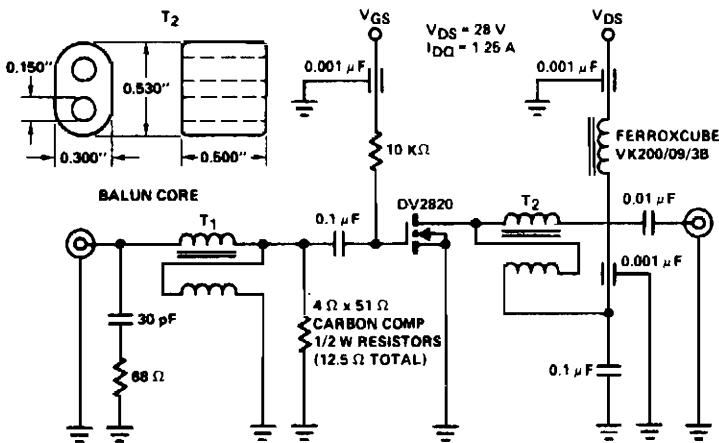 T2
VGS
VDS = 28 V
IDQ = 1.25 A
VDS
0.150"
0.530"
0.001 µF
0.001 µF
FERROXCUBE
VK200/09/3B
0.300"
0.500"
10 KΩ
BALUN CORE
DV2820
T2
0.01 µF
T1
0.1 µF
0.001 µF
30 pF
4 Ω x 51 Ω
CARBON COMP
1/2 W RESISTORS
(12.5 Ω TOTAL)
68 Ω
0.1 µF